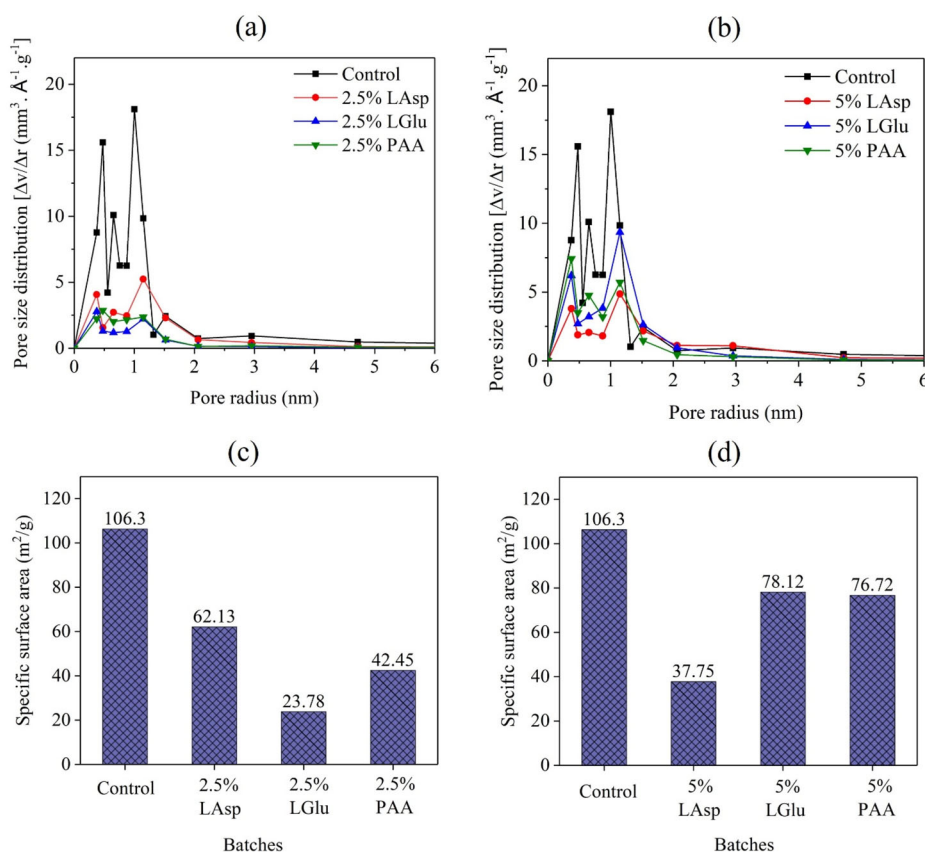 (a)
Pore size distribution [Δv/Δr (mm³. Å⁻¹.g⁻¹)
20
15
10
5
0
Control
2.5% LAsp
2.5% LGlu
2.5% PAA
0 1 2 3 4 5 6
Pore radius (nm)
(b)
Pore size distribution [Δv/Δr (mm³. Å⁻¹.g⁻¹)
20
15
10
5
0
Control
5% LAsp
5% LGlu
5% PAA
0 1 2 3 4 5 6
Pore radius (nm)
(c)
Specific surface area (m²/g)
120
100
80
60
40
20
0
106.3
62.13
23.78
42.45
Control
2.5%
LAsp
2.5%
LGlu
2.5%
PAA
Batches
(d)
Specific surface area (m²/g)
120
100
80
60
40
20
0
106.3
37.75
78.12
76.72
Control
5%
LAsp
5%
LGlu
5%
PAA
Batches